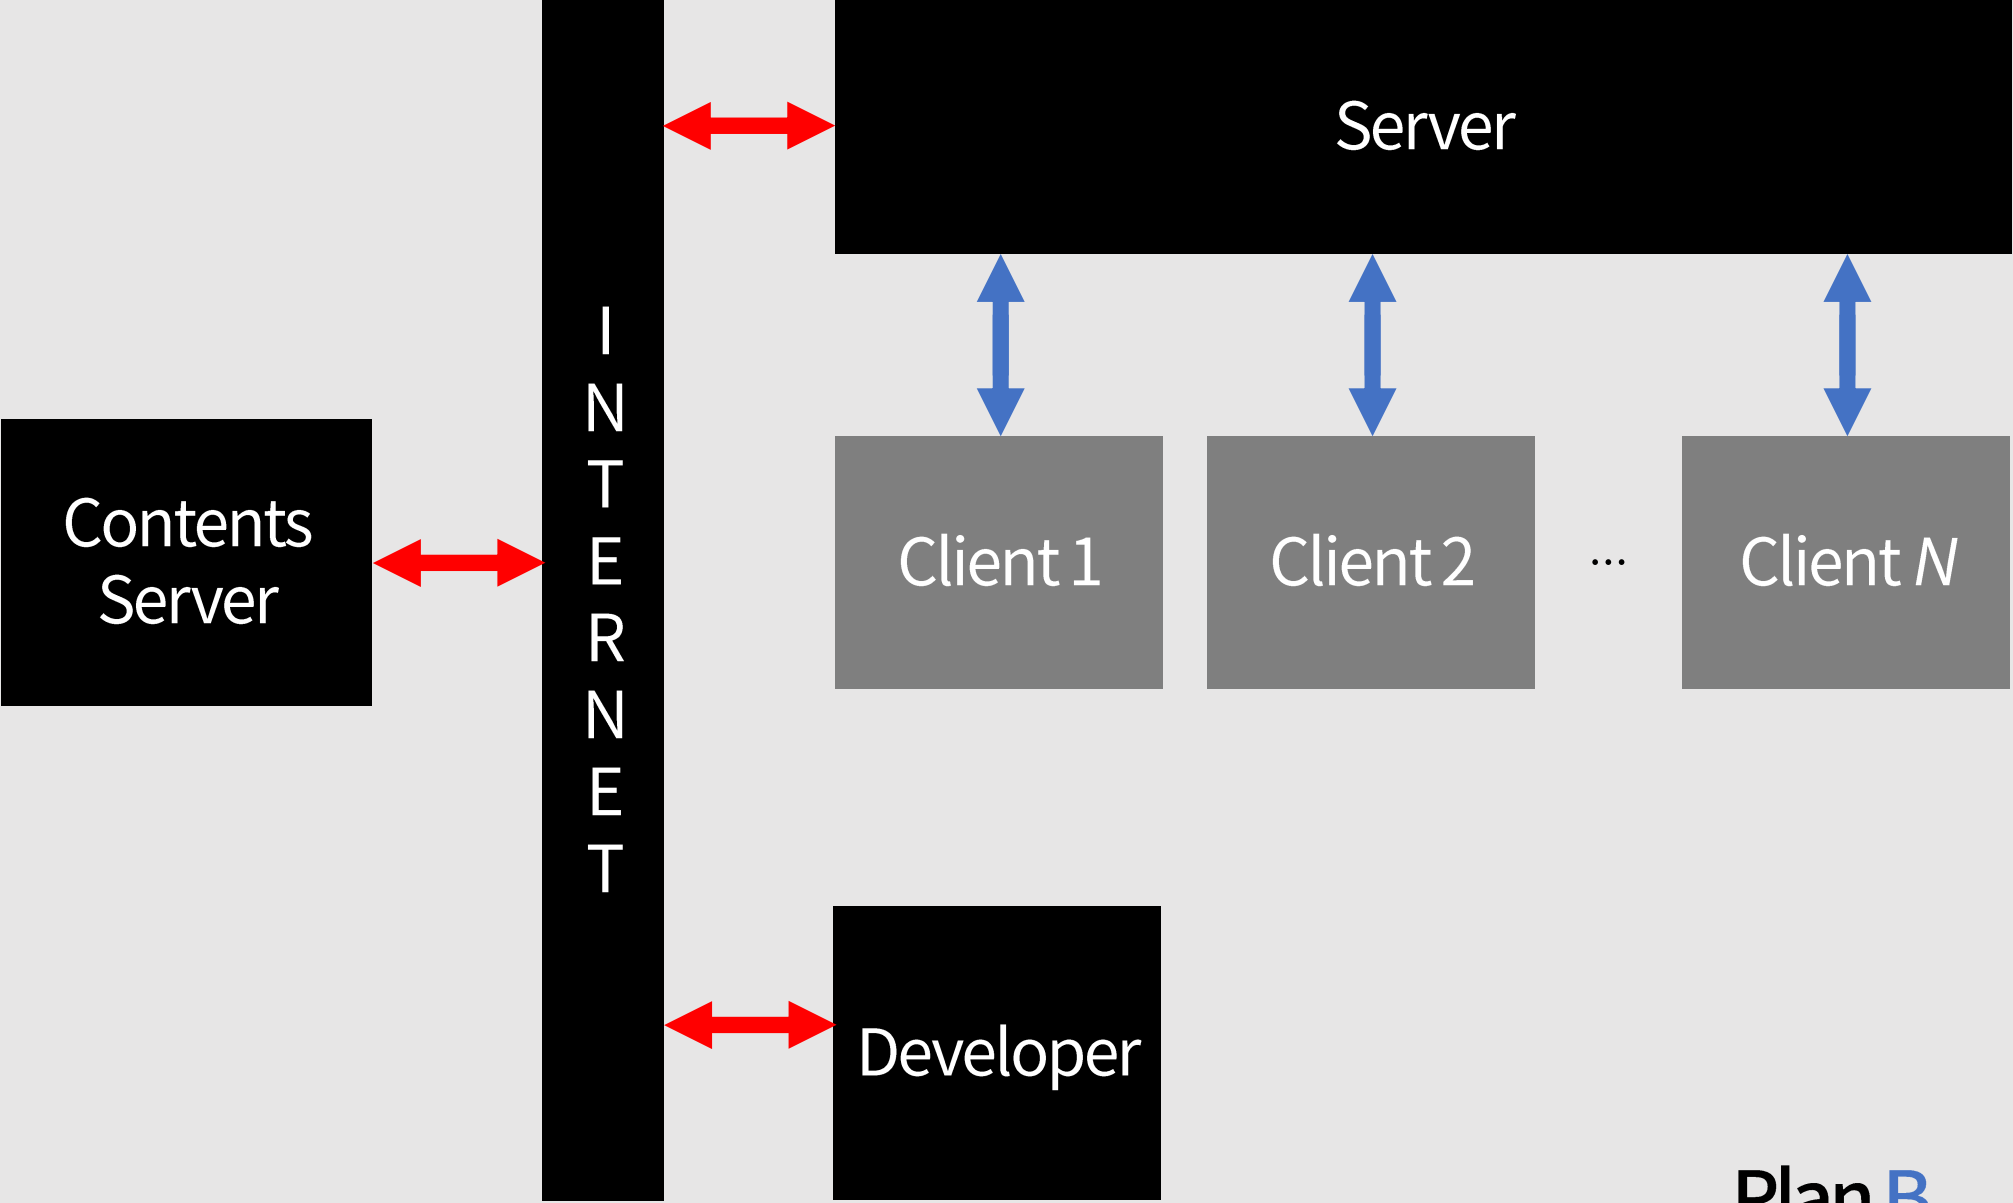 Server
I
N
T
E
R
N
E
T
Contents
Server
Client 1
Client 2
...
Client N
Developer
Plan B